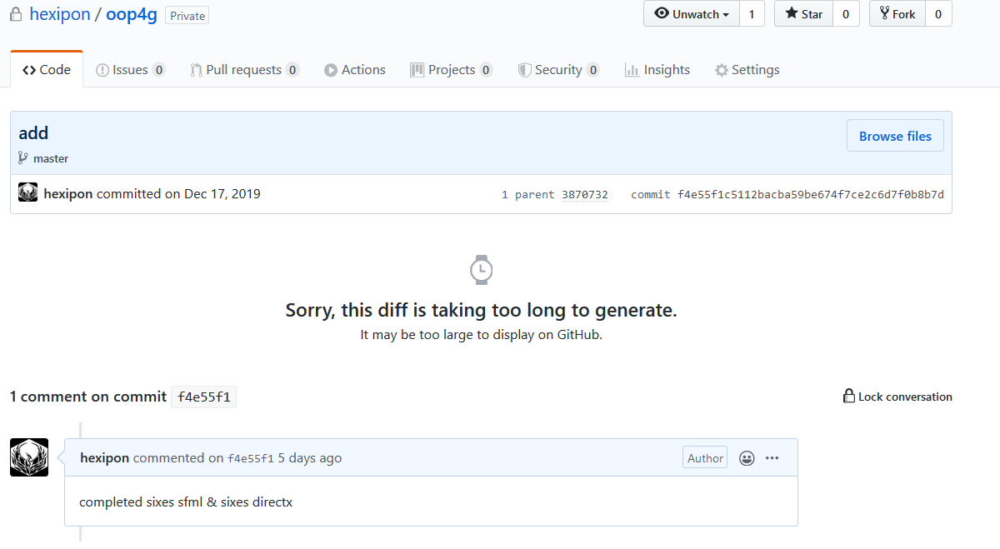 hexipon / oop4g Private Unwatch 1 Star 0 Fork 0
Code Issues 0 Pull requests 0 Actions Projects 0 Security 0 Insights Settings
add Browse files
master
hexipon committed on Dec 17, 2019 1 parent 3870732 commit f4e55f1c5112bacba59be674f7ce2c6d7f0b8b7d
Sorry, this diff is taking too long to generate.
It may be too large to display on GitHub.
1 comment on commit f4e55f1 Lock conversation
hexipon commented on f4e55f1 5 days ago Author
completed sixes sfml & sixes directx